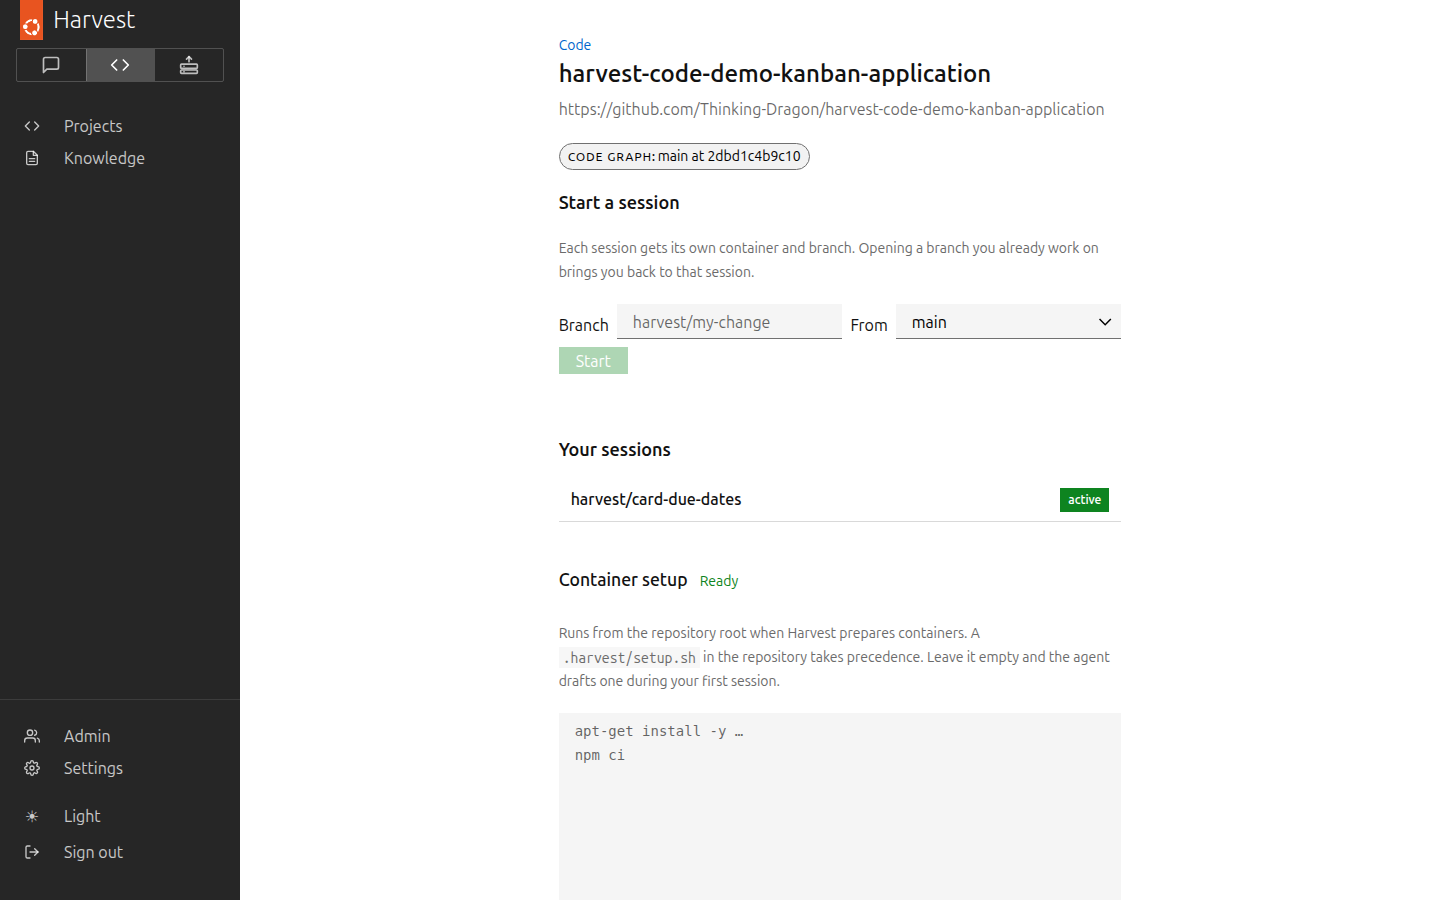 Harvest
Projects
Knowledge
Admin
Settings
Light
Sign out
Code
harvest-code-demo-kanban-application
https://github.com/Thinking-Dragon/harvest-code-demo-kanban-application
CODE GRAPH: main at 2dbd1c4b9c10
Start a session
Each session gets its own container and branch. Opening a branch you already work on
brings you back to that session.
Branch harvest/my-change From main
Start
Your sessions
harvest/card-due-dates active
Container setup Ready
Runs from the repository root when Harvest prepares containers. A
.harvest/setup.sh in the repository takes precedence. Leave it empty and the agent
drafts one during your first session.
apt-get install -y …
npm ci